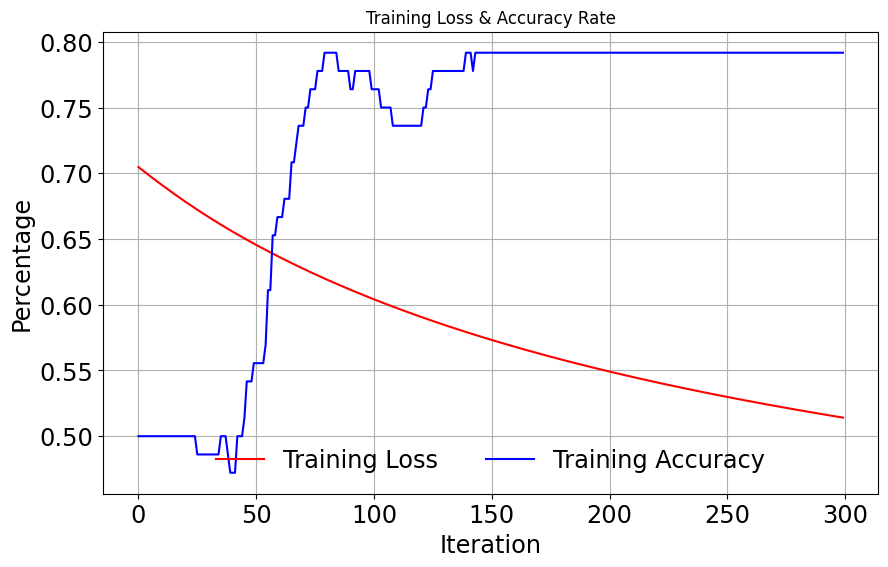 Training Loss & Accuracy Rate
0.80
0.75
0.70
0.65
0.60
0.55
0.50
Percentage
Training Loss
Training Accuracy
0 50 100 150 200 250 300
Iteration